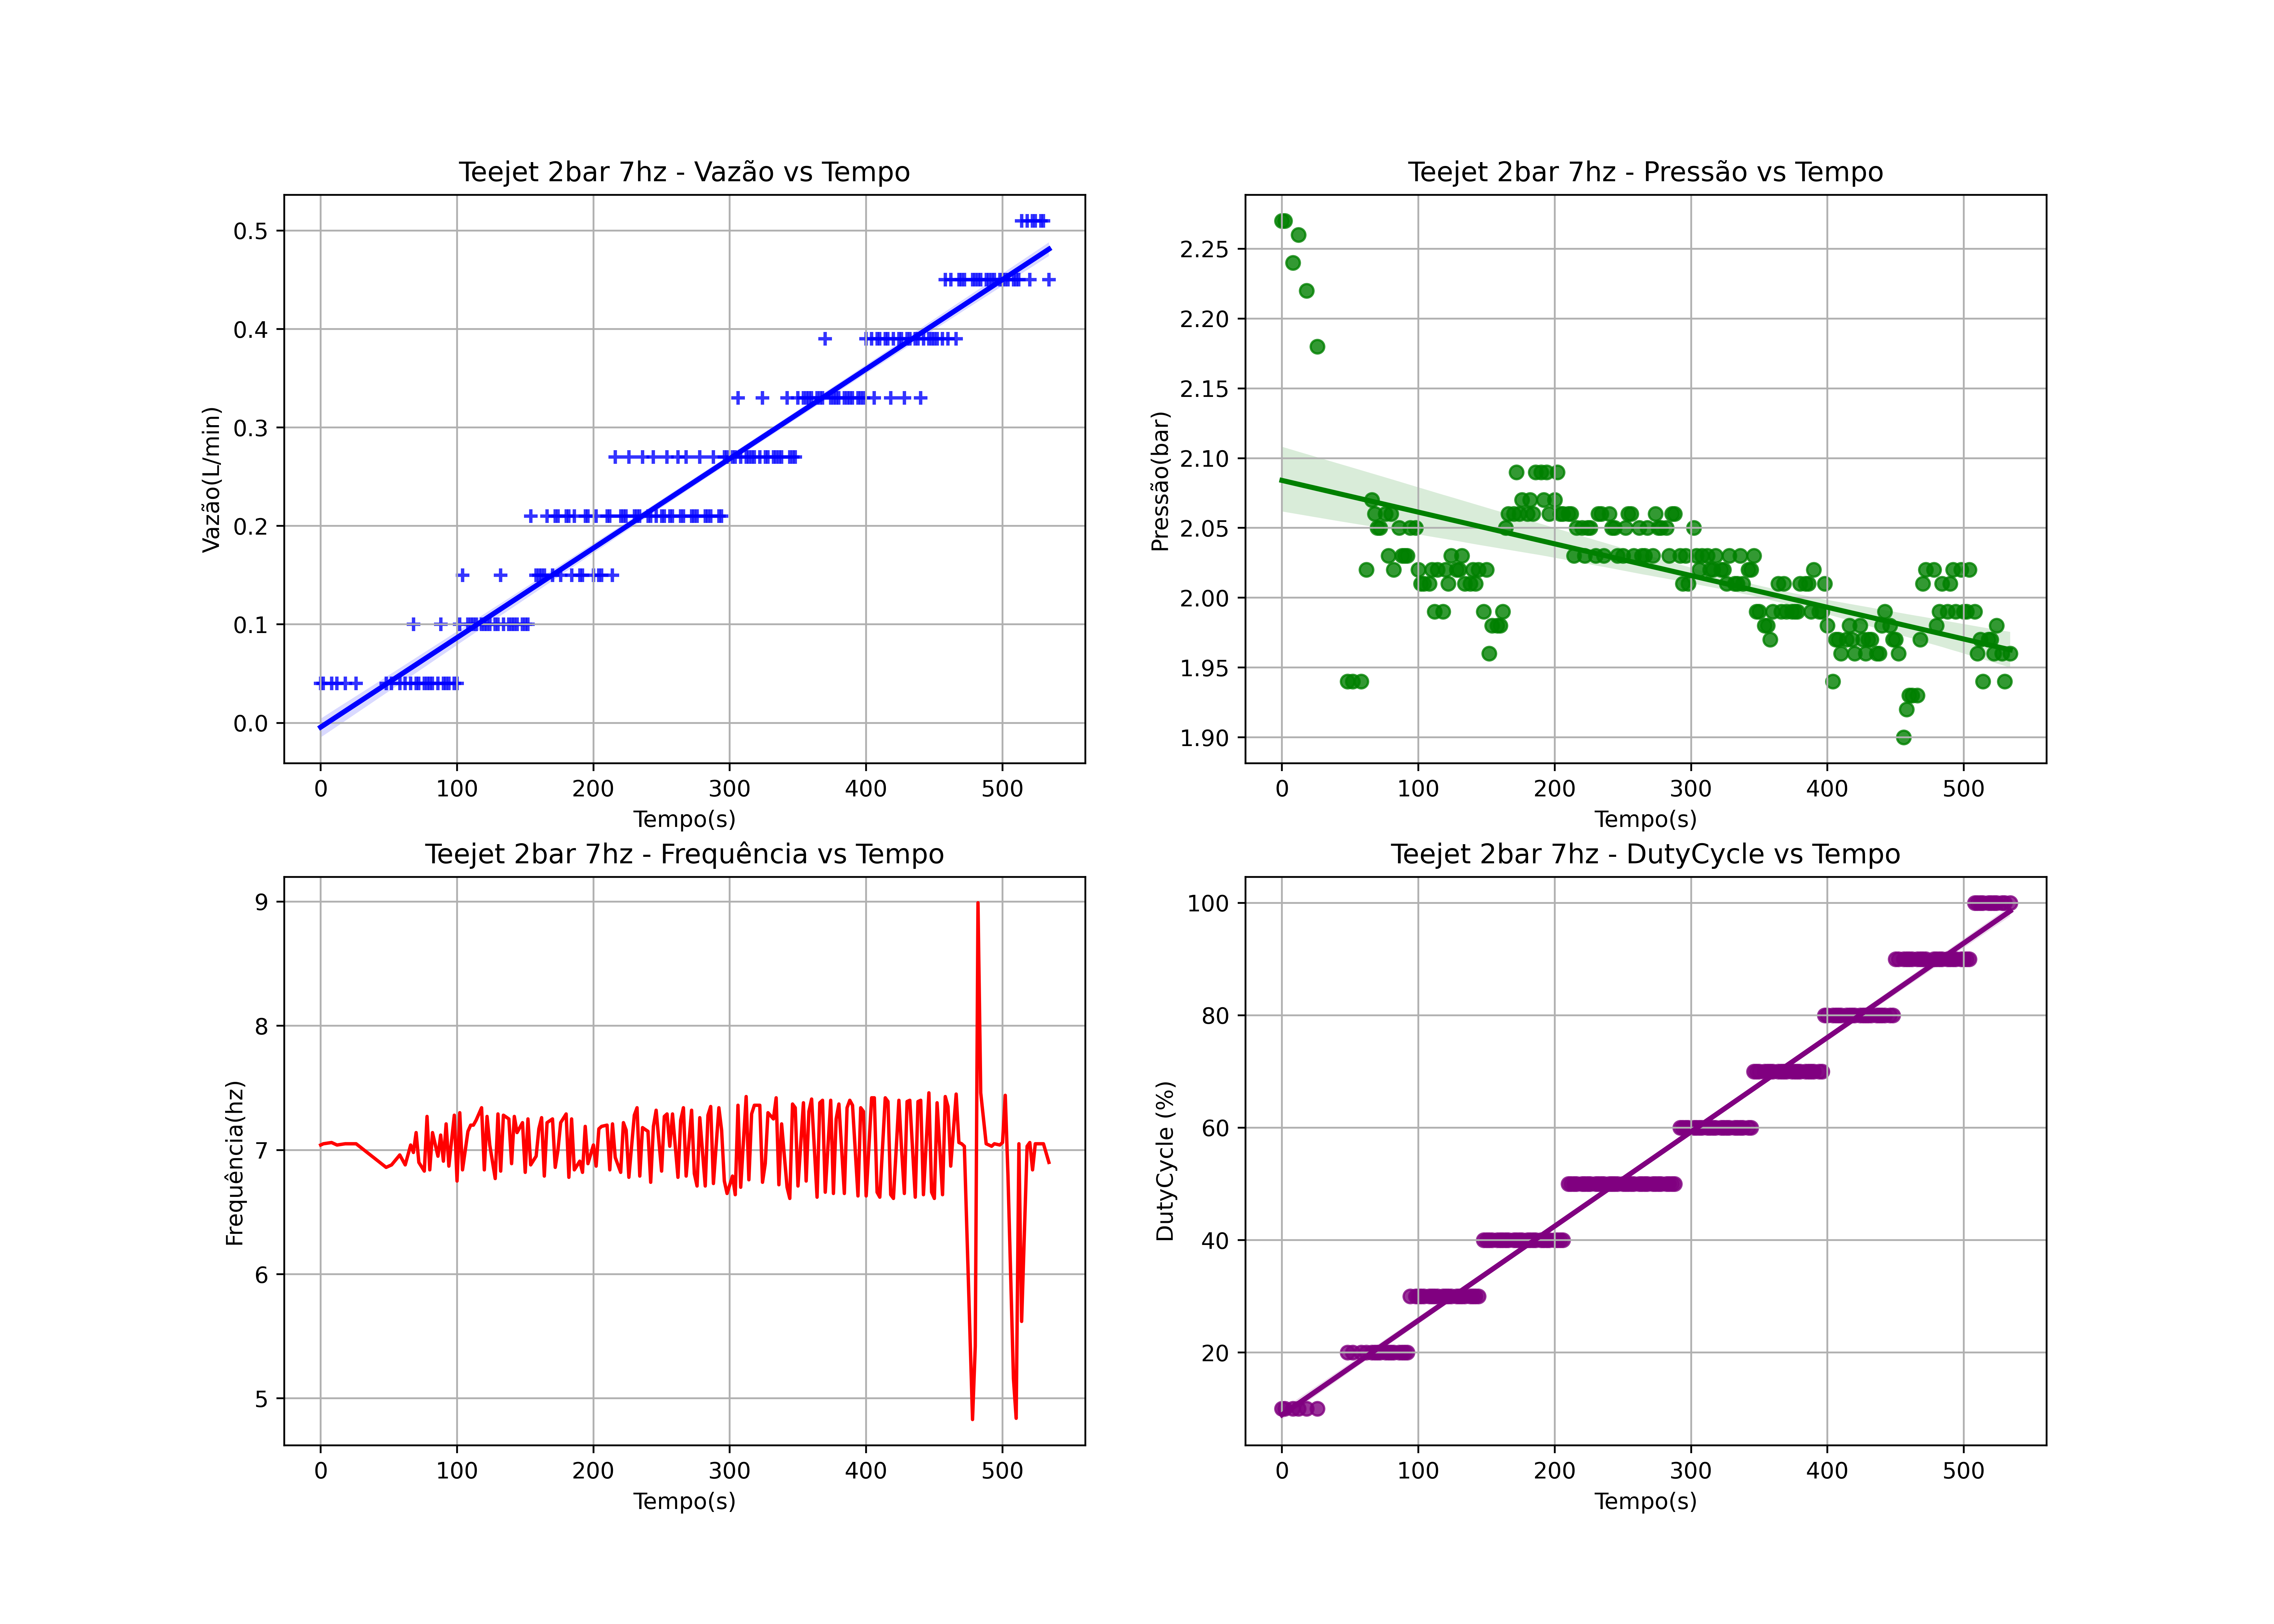 Teejet 2bar 7hz - Vazão vs Tempo
Vazão(L/min)
0.5
0.4
0.3
0.2
0.1
0.0
0 100 200 300 400 500
Tempo(s)
Teejet 2bar 7hz - Pressão vs Tempo
Pressão(bar)
2.25
2.20
2.15
2.10
2.05
2.00
1.95
1.90
0 100 200 300 400 500
Tempo(s)
Teejet 2bar 7hz - Frequência vs Tempo
Frequência(hz)
9
8
7
6
5
0 100 200 300 400 500
Tempo(s)
Teejet 2bar 7hz - DutyCycle vs Tempo
DutyCycle (%)
100
80
60
40
20
0 100 200 300 400 500
Tempo(s)